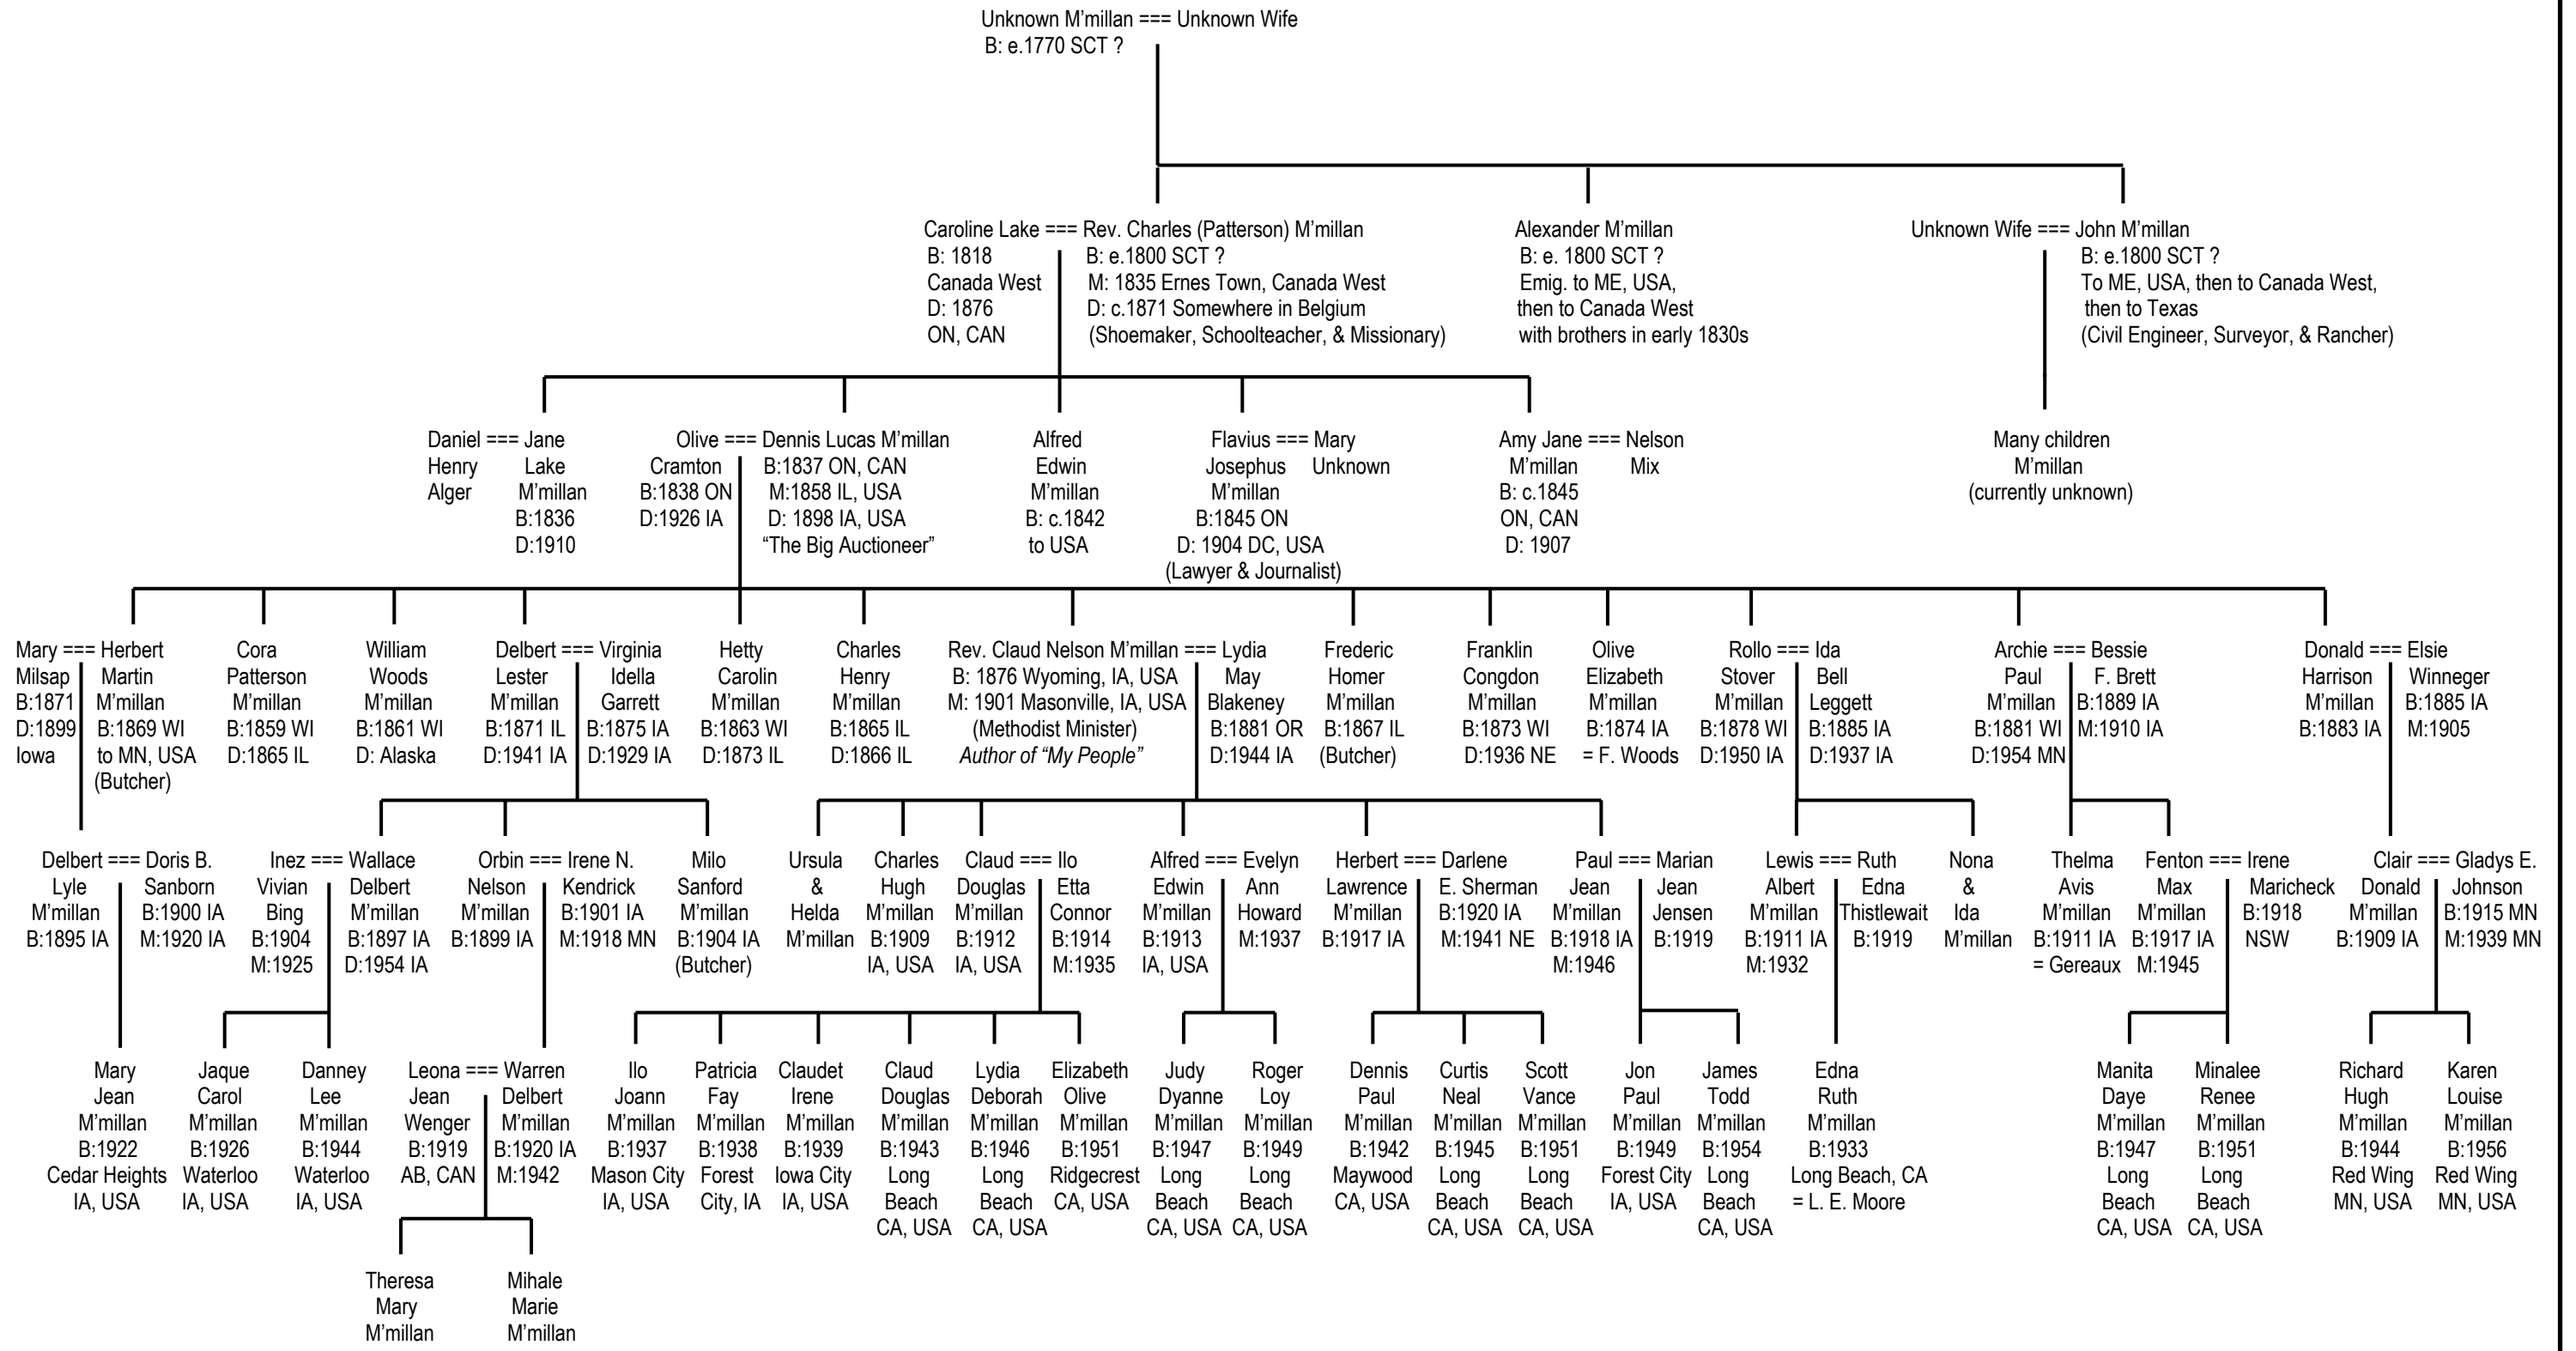 Unknown M’millan === Unknown Wife
B: e.1770 SCT ?
Caroline Lake === Rev. Charles (Patterson) M’millan
B: 1818
Canada West
D: 1876
ON, CAN
B: e.1800 SCT ?
M: 1835 Ernes Town, Canada West
D: c.1871 Somewhere in Belgium
(Shoemaker, Schoolteacher, & Missionary)
Alexander M’millan
B: e. 1800 SCT ?
Emig. to ME, USA,
then to Canada West
with brothers in early 1830s
Unknown Wife === John M’millan
B: e.1800 SCT ?
To ME, USA, then to Canada West,
then to Texas
(Civil Engineer, Surveyor, & Rancher)
Daniel === Jane
Henry
Alger
Lake
M’millan
B:1836
D:1910
Olive === Dennis Lucas M’millan
Cramton
B:1838 ON
D:1926 IA
B:1837 ON, CAN
M:1858 IL, USA
D: 1898 IA, USA
“The Big Auctioneer”
Alfred
Edwin
M’millan
B: c.1842
to USA
Flavius === Mary
Josephus
M’millan
B:1845 ON
D: 1904 DC, USA
(Lawyer & Journalist)
Unknown
Amy Jane === Nelson
M’millan
B: c.1845
ON, CAN
D: 1907
Mix
Many children
M’millan
(currently unknown)
Mary === Herbert
Milsap
B:1871
D:1899
Iowa
Martin
M’millan
B:1869 WI
to MN, USA
(Butcher)
Cora
Patterson
M’millan
B:1859 WI
D:1865 IL
William
Woods
M’millan
B:1861 WI
D: Alaska
Delbert === Virginia
Lester
M’millan
B:1871 IL
D:1941 IA
Idella
Garrett
B:1875 IA
D:1929 IA
Hetty
Carolin
M’millan
B:1863 WI
D:1873 IL
Charles
Henry
M’millan
B:1865 IL
D:1866 IL
Rev. Claud Nelson M’millan === Lydia
B: 1876 Wyoming, IA, USA
M: 1901 Masonville, IA, USA
(Methodist Minister)
Author of “My People”
May
Blakeney
B:1881 OR
D:1944 IA
Frederic
Homer
M’millan
B:1867 IL
(Butcher)
Franklin
Congdon
M’millan
B:1873 WI
D:1936 NE
Olive
Elizabeth
M’millan
B:1874 IA
= F. Woods
Rollo === Ida
Stover
M’millan
B:1878 WI
D:1950 IA
Bell
Leggett
B:1885 IA
D:1937 IA
Archie === Bessie
Paul
M’millan
B:1881 WI
D:1954 MN
F. Brett
B:1889 IA
M:1910 IA
Donald === Elsie
Harrison
M’millan
B:1883 IA
Winneger
B:1885 IA
M:1905
Delbert === Doris B.
Lyle
M’millan
B:1895 IA
Sanborn
B:1900 IA
M:1920 IA
Inez === Wallace
Vivian
Bing
B:1904
M:1925
Delbert
M’millan
B:1897 IA
D:1954 IA
Orbin === Irene N.
Nelson
M’millan
B:1899 IA
Kendrick
B:1901 IA
M:1918 MN
Milo
Sanford
M’millan
B:1904 IA
(Butcher)
Ursula
&
Helda
M’millan
Charles
Hugh
M’millan
B:1909
IA, USA
Claud === Ilo
Douglas
M’millan
B:1912
IA, USA
Etta
Connor
B:1914
M:1935
Alfred === Evelyn
Edwin
M’millan
B:1913
IA, USA
Ann
Howard
M:1937
Herbert === Darlene
Lawrence
M’millan
B:1917 IA
E. Sherman
B:1920 IA
M:1941 NE
Paul === Marian
Jean
M’millan
B:1918 IA
M:1946
Jean
Jensen
B:1919
Lewis === Ruth
Albert
M’millan
B:1911 IA
M:1932
Edna
Thistlewait
B:1919
Nona
&
Ida
M’millan
Thelma
Avis
M’millan
B:1911 IA
= Gereaux
Fenton === Irene
Max
M’millan
B:1917 IA
M:1945
Maricheck
B:1918
NSW
Clair === Gladys E.
Donald
M’millan
B:1909 IA
Johnson
B:1915 MN
M:1939 MN
Mary
Jean
M’millan
B:1922
Cedar Heights
IA, USA
Jaque
Carol
M’millan
B:1926
Waterloo
IA, USA
Danney
Lee
M’millan
B:1944
Waterloo
IA, USA
Leona === Warren
Jean
Wenger
B:1919
AB, CAN
Delbert
M’millan
B:1920 IA
M:1942
Ilo
Joann
M’millan
B:1937
Mason City
IA, USA
Patricia
Fay
M’millan
B:1938
Forest
City, IA
Claudet
Irene
M’millan
B:1939
Iowa City
IA, USA
Claud
Douglas
M’millan
B:1943
Long
Beach
CA, USA
Lydia
Deborah
M’millan
B:1946
Long
Beach
CA, USA
Elizabeth
Olive
M’millan
B:1951
Ridgecrest
CA, USA
Judy
Dyanne
M’millan
B:1947
Long
Beach
CA, USA
Roger
Loy
M’millan
B:1949
Long
Beach
CA, USA
Dennis
Paul
M’millan
B:1942
Maywood
CA, USA
Curtis
Neal
M’millan
B:1945
Long
Beach
CA, USA
Scott
Vance
M’millan
B:1951
Long
Beach
CA, USA
Jon
Paul
M’millan
B:1949
Forest City
IA, USA
James
Todd
M’millan
B:1954
Long
Beach
CA, USA
Edna
Ruth
M’millan
B:1933
Long Beach, CA
= L. E. Moore
Manita
Daye
M’millan
B:1947
Long
Beach
CA, USA
Minalee
Renee
M’millan
B:1951
Long
Beach
CA, USA
Richard
Hugh
M’millan
B:1944
Red Wing
MN, USA
Karen
Louise
M’millan
B:1956
Red Wing
MN, USA
Theresa
Mary
M’millan
Mihale
Marie
M’millan